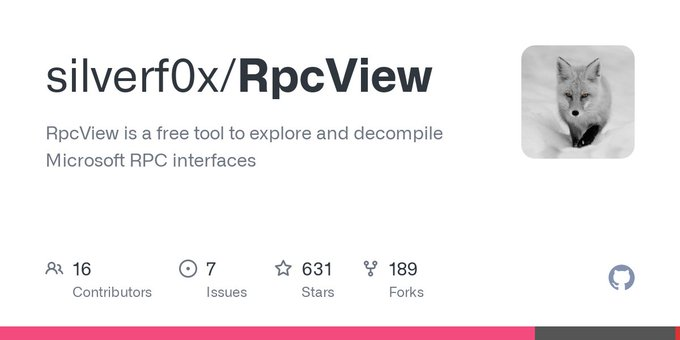 silverf0x/RpcView
RpcView is a free tool to explore and decompile
Microsoft RPC interfaces
16
Contributors
7
Issues
631
Stars
189
Forks